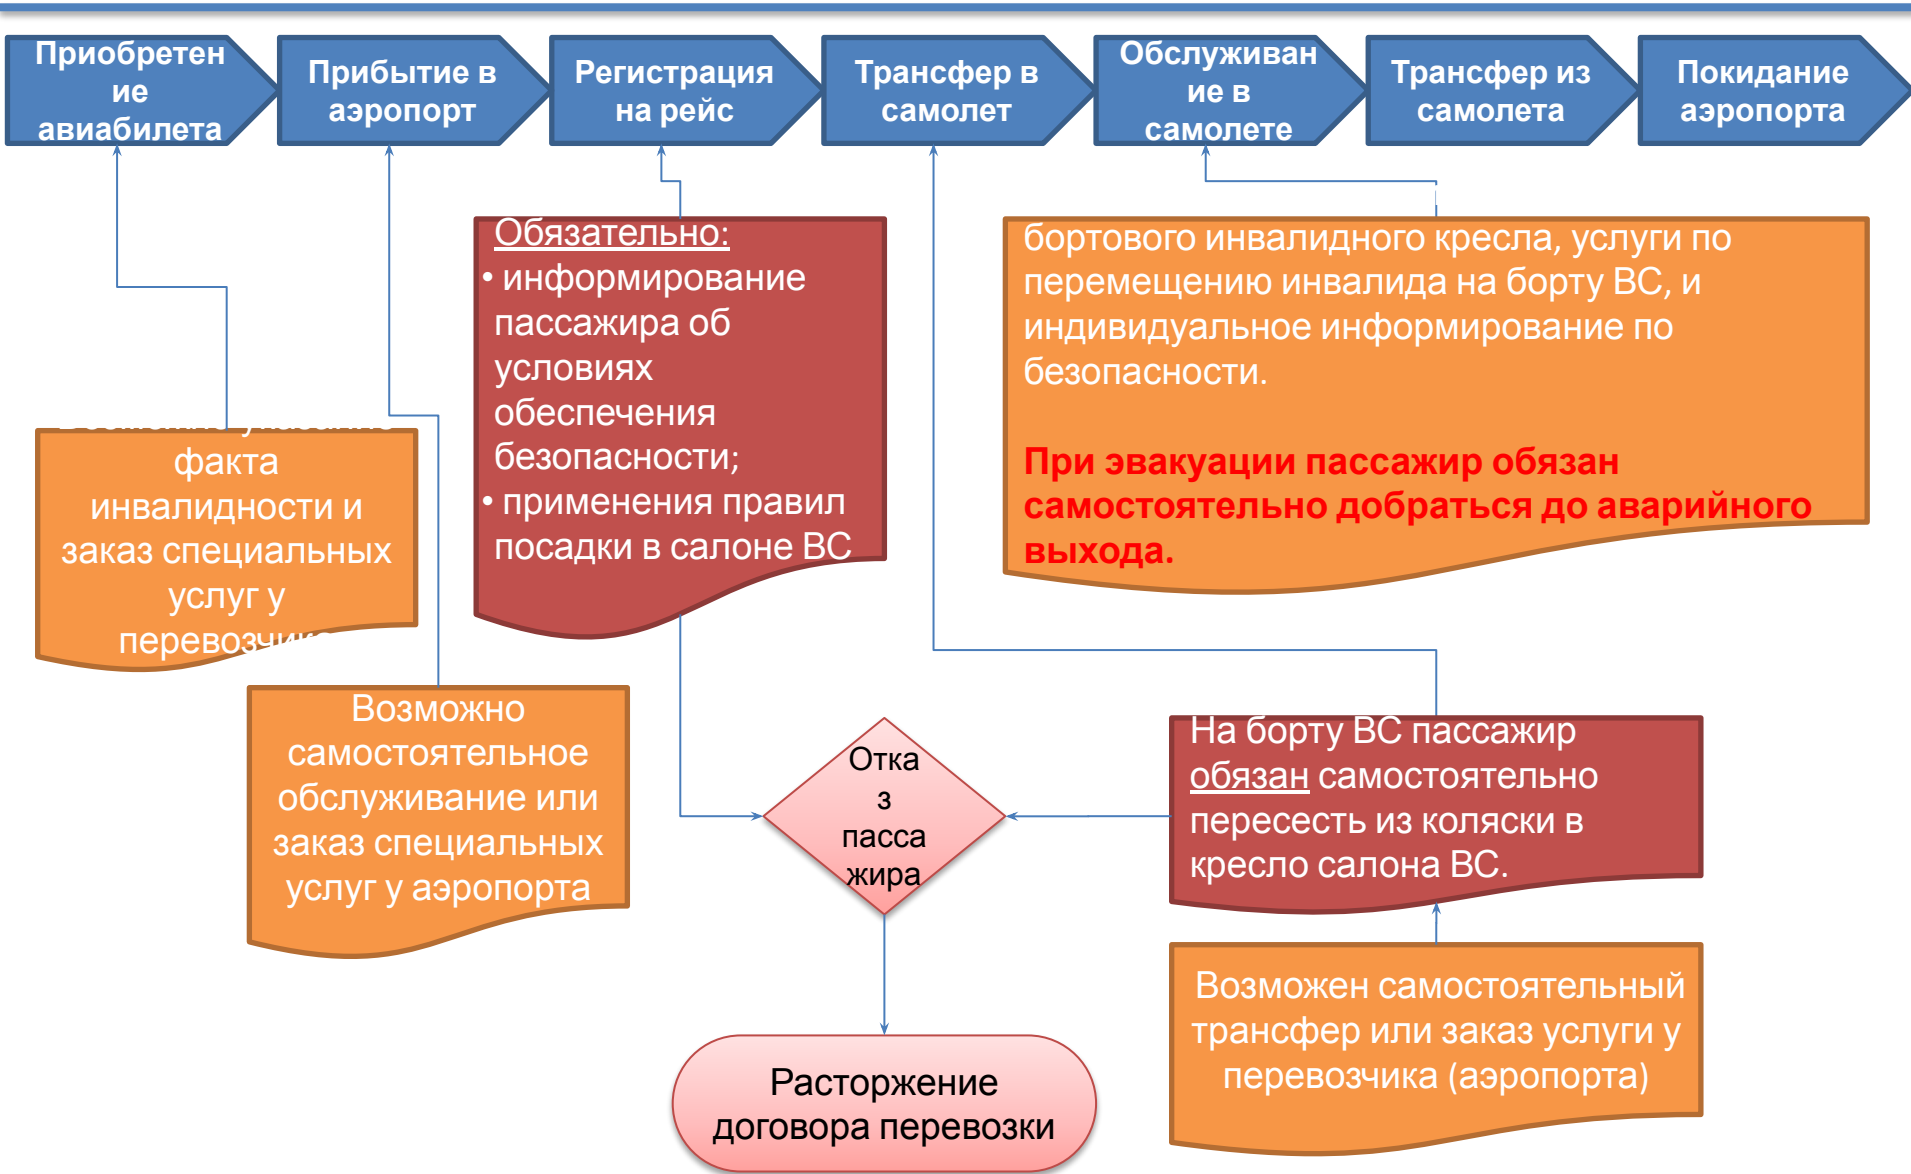 Приобретен
ие
авиабилета
Прибытие в
аэропорт
Регистрация
на рейс
Трансфер в
самолет
Обслуживан
ие в
самолете
Трансфер из
самолета
Покидание
аэропорта
Обязательно:
• информирование
пассажира об
условиях
обеспечения
безопасности;
• применения правил
посадки в салоне ВС
бортового инвалидного кресла, услуги по
перемещению инвалида на борту ВС, и
индивидуальное информирование по
безопасности.
При эвакуации пассажир обязан
самостоятельно добраться до аварийного
выхода.
факта
инвалидности и
заказ специальных
услуг у
перевозчика
Возможно
самостоятельное
обслуживание или
заказ специальных
услуг у аэропорта
Отка
з
пасса
жира
На борту ВС пассажир
обязан самостоятельно
пересесть из коляски в
кресло салона ВС.
Возможен самостоятельный
трансфер или заказ услуги у
перевозчика (аэропорта)
Расторжение
договора перевозки